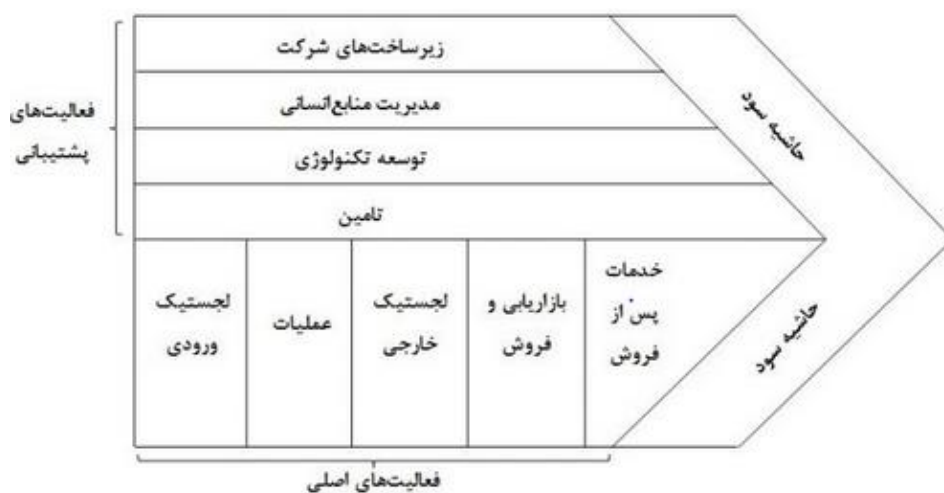 زیرساخت‌های شرکت
مدیریت منابع‌انسانی
توسعه تکنولوژی
تامین
فعالیت‌های
پشتیبانی
حاشیه سود
لجستیک
ورودی
عملیات
لجستیک
خارجی
بازاریابی و
فروش
خدمات
پس از
فروش
حاشیه سود
فعالیت‌های اصلی